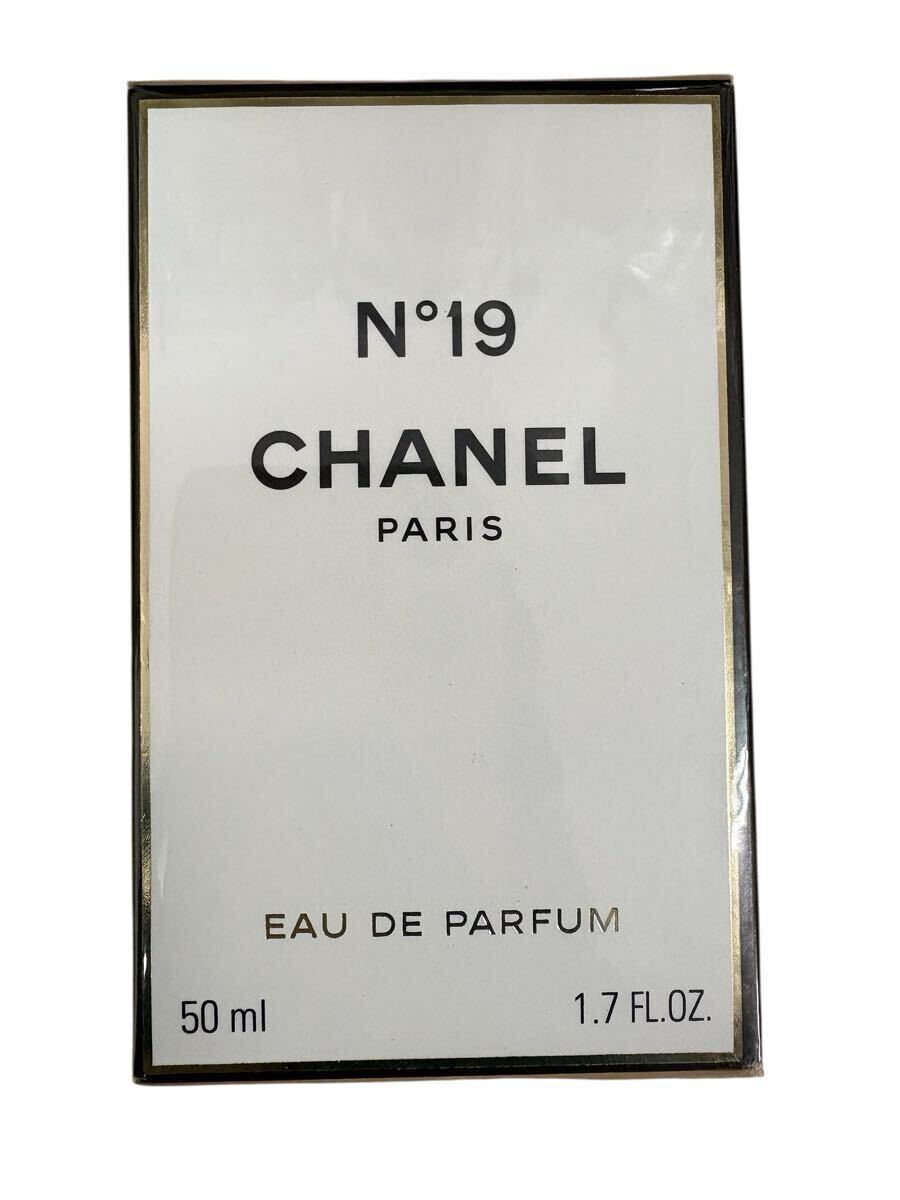 N°19
CHANEL
PARIS
EAU DE PARFUM
50 ml 1.7 FL.OZ.